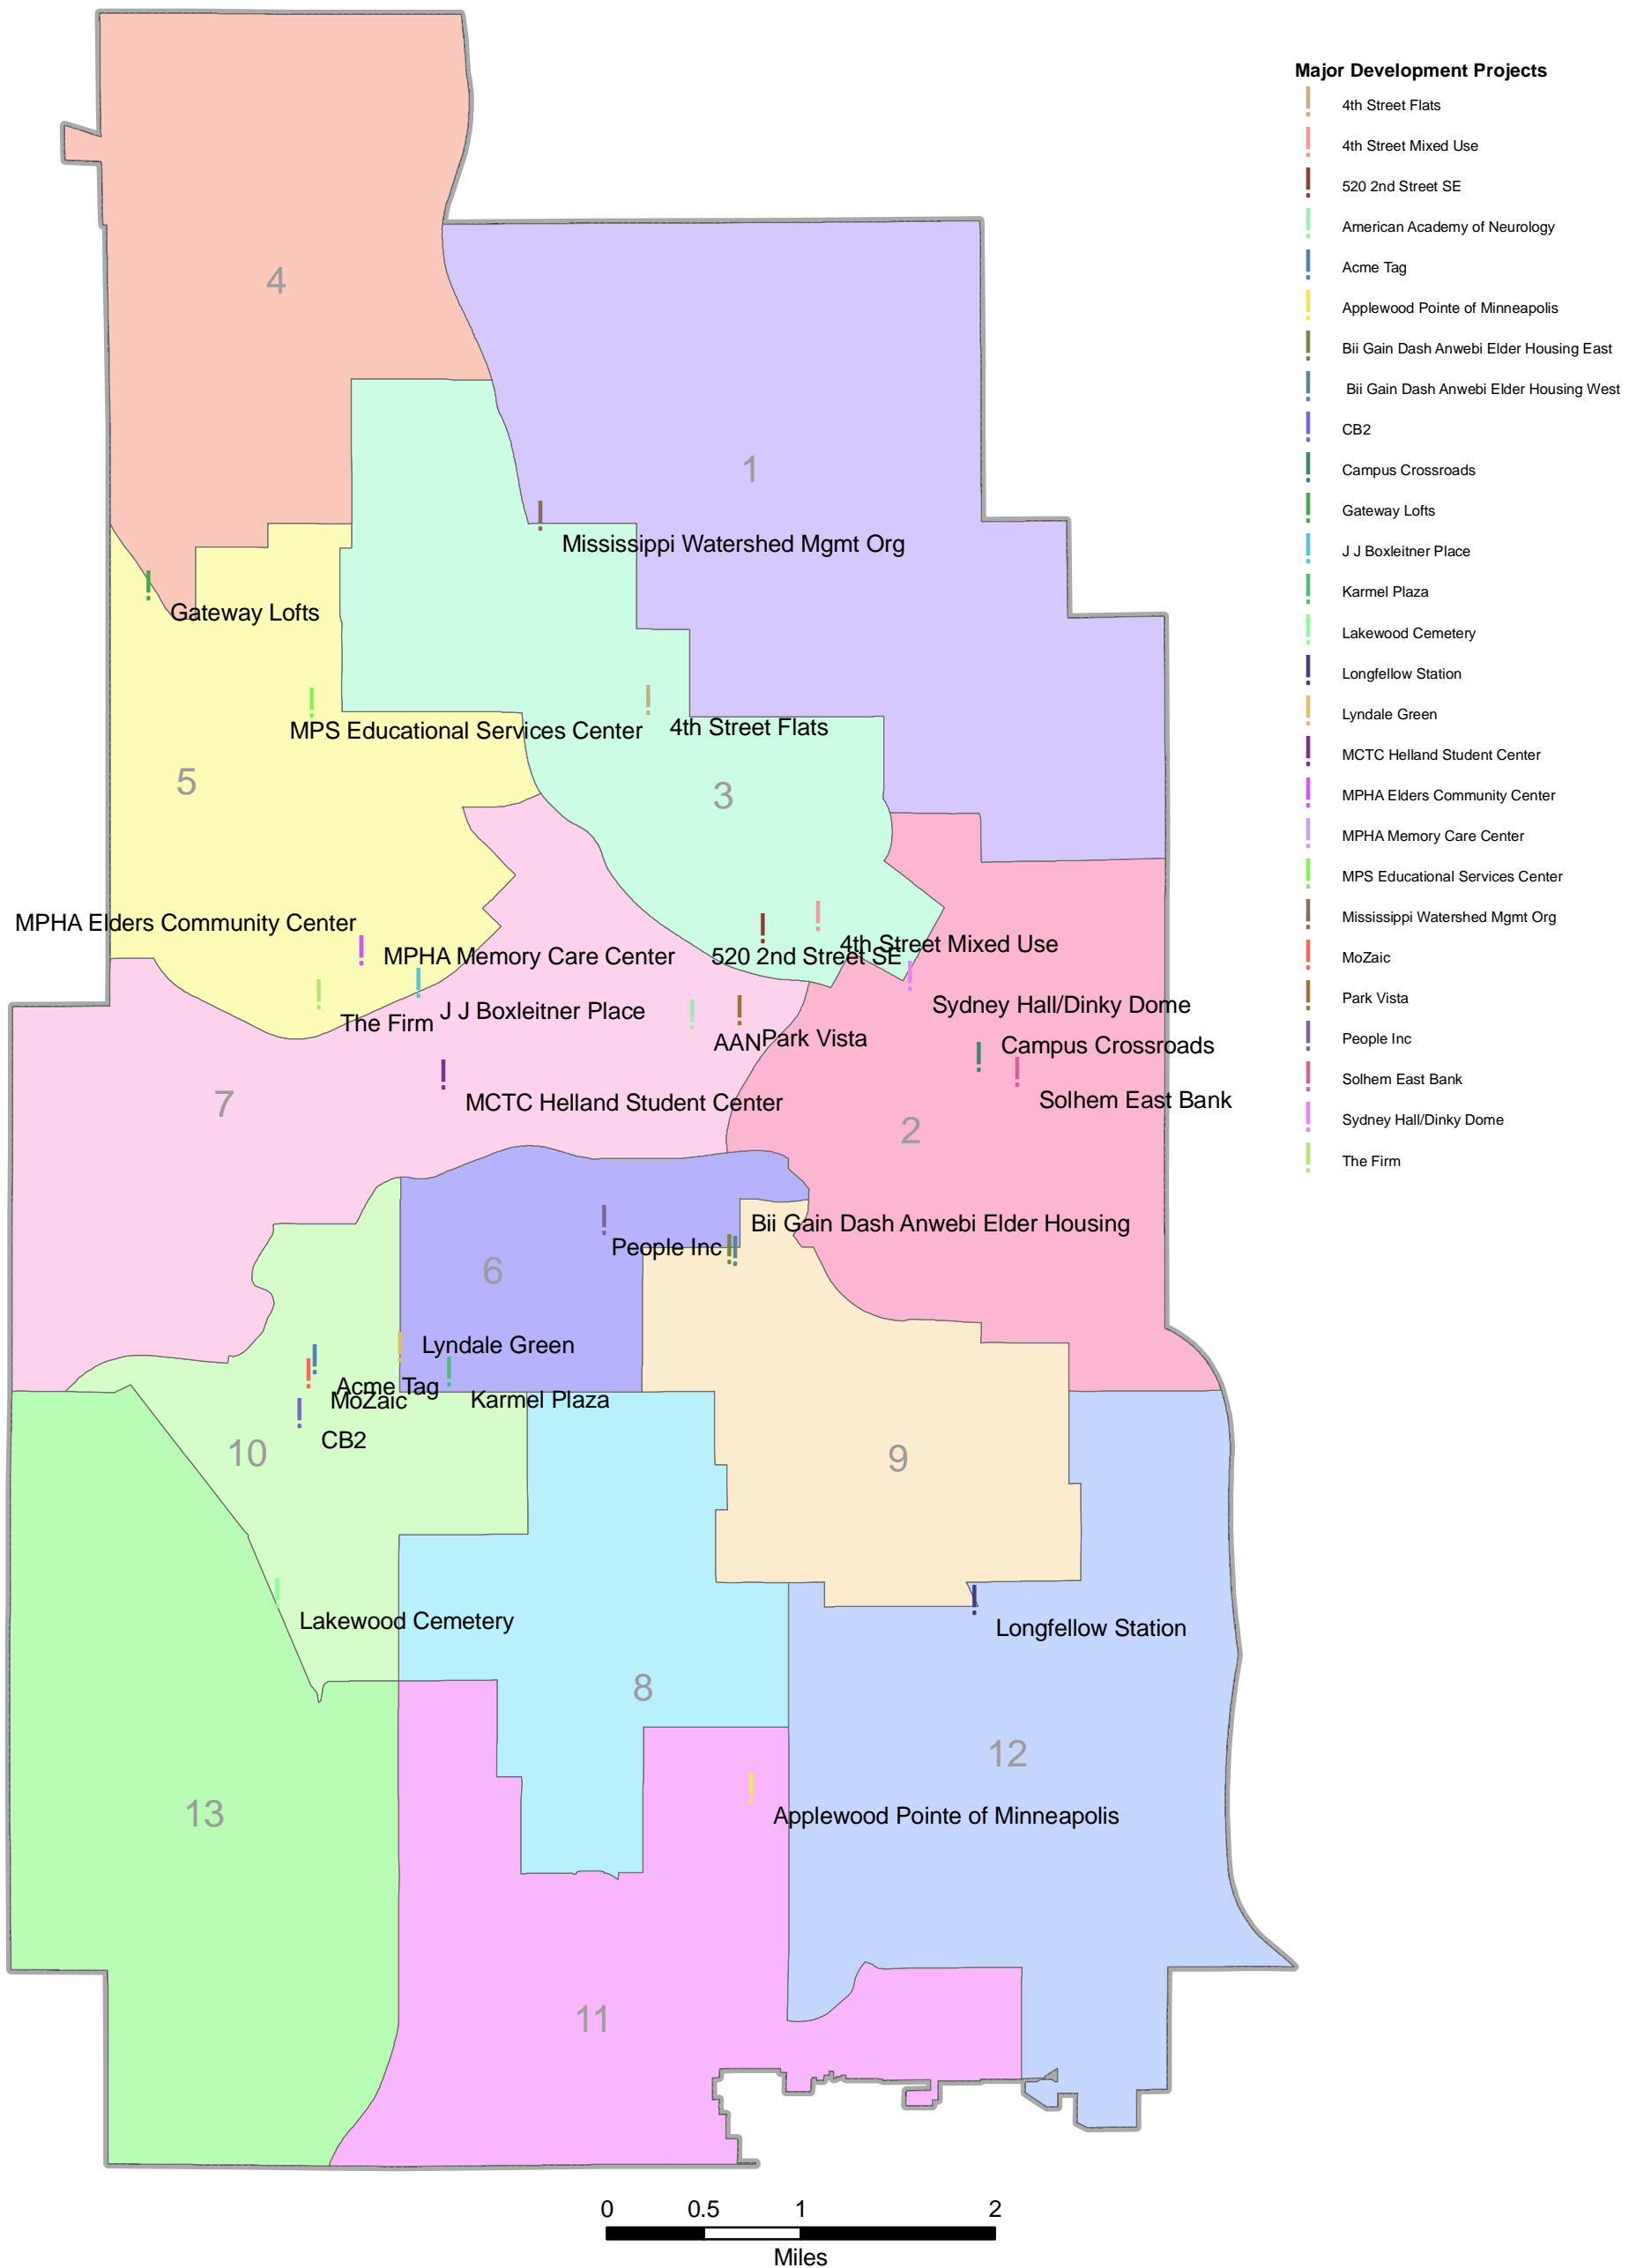 Major Development Projects
4th Street Flats
4th Street Mixed Use
520 2nd Street SE
American Academy of Neurology
Acme Tag
Applewood Pointe of Minneapolis
Bii Gain Dash Anwebi Elder Housing East
Bii Gain Dash Anwebi Elder Housing West
CB2
Campus Crossroads
Gateway Lofts
J J Boxleitner Place
Karmel Plaza
Lakewood Cemetery
Longfellow Station
Lyndale Green
MCTC Helland Student Center
MPHA Elders Community Center
MPHA Memory Care Center
MPS Educational Services Center
Mississippi Watershed Mgmt Org
MoZaic
Park Vista
People Inc
Solhem East Bank
Sydney Hall/Dinky Dome
The Firm
4
1
Mississippi Watershed Mgmt Org
Gateway Lofts
MPS Educational Services Center
4th Street Flats
5
3
MPHA Elders Community Center
4th Street Mixed Use
MPHA Memory Care Center
520 2nd Street SE
Sydney Hall/Dinky Dome
J J Boxleitner Place
The Firm
Park Vista
AAN
Campus Crossroads
Solhem East Bank
MCTC Helland Student Center
7
2
Bii Gain Dash Anwebi Elder Housing
People Inc
6
Lyndale Green
Acme Tag
MoZaic
Karmel Plaza
CB2
10
9
Lakewood Cemetery
Longfellow Station
8
12
13
Applewood Pointe of Minneapolis
11
0 0.5 1 2
Miles